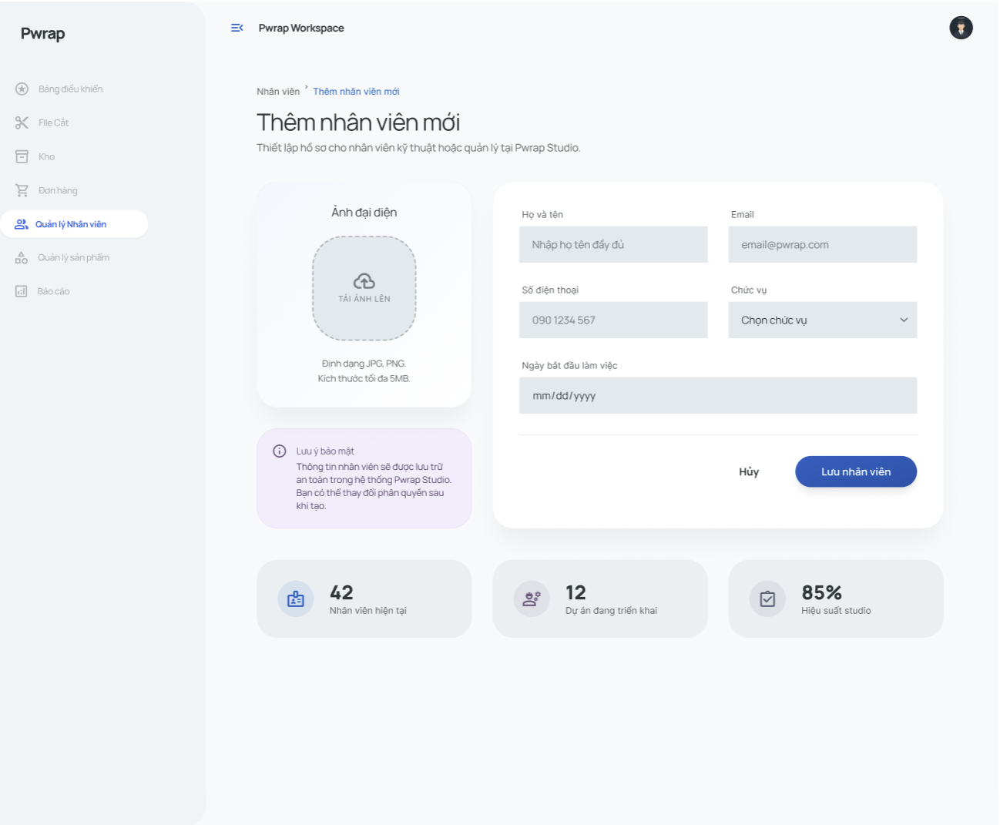 Pwrap
Bảng điều khiển
FIle Cắt
Kho
Đơn hàng
Quản lý Nhân viên
Quản lý sản phẩm
Báo cáo
Pwrap Workspace
Nhân viên > Thêm nhân viên mới
Thêm nhân viên mới
Thiết lập hồ sơ cho nhân viên kỹ thuật hoặc quản lý tại Pwrap Studio.
Ảnh đại diện
TẢI ẢNH LÊN
Định dạng JPG, PNG.
Kích thước tối đa 5MB.
Lưu ý bảo mật
Thông tin nhân viên sẽ được lưu trữ
an toàn trong hệ thống Pwrap Studio.
Bạn có thể thay đổi phân quyền sau
khi tạo.
Họ và tên
Nhập họ tên đầy đủ
Email
email@pwrap.com
Số điện thoại
090 1234 567
Chức vụ
Chọn chức vụ
Ngày bắt đầu làm việc
mm/dd/yyyy
Hủy
Lưu nhân viên
42
Nhân viên hiện tại
12
Dự án đang triển khai
85%
Hiệu suất studio